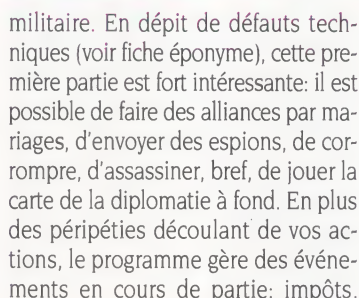 militaire. En dépit de défauts tech-
niques (voir fiche éponyme), cette pre-
mière partie est fort intéressante: il est
possible de faire des alliances par ma-
riages, d'envoyer des espions, de cor-
rompre, d'assassiner, bref, de jouer la
carte de la diplomatie à fond. En plus
des péripéties découlant de vos ac-
tions, le programme gère des événe-
ments en cours de partie: impôts,